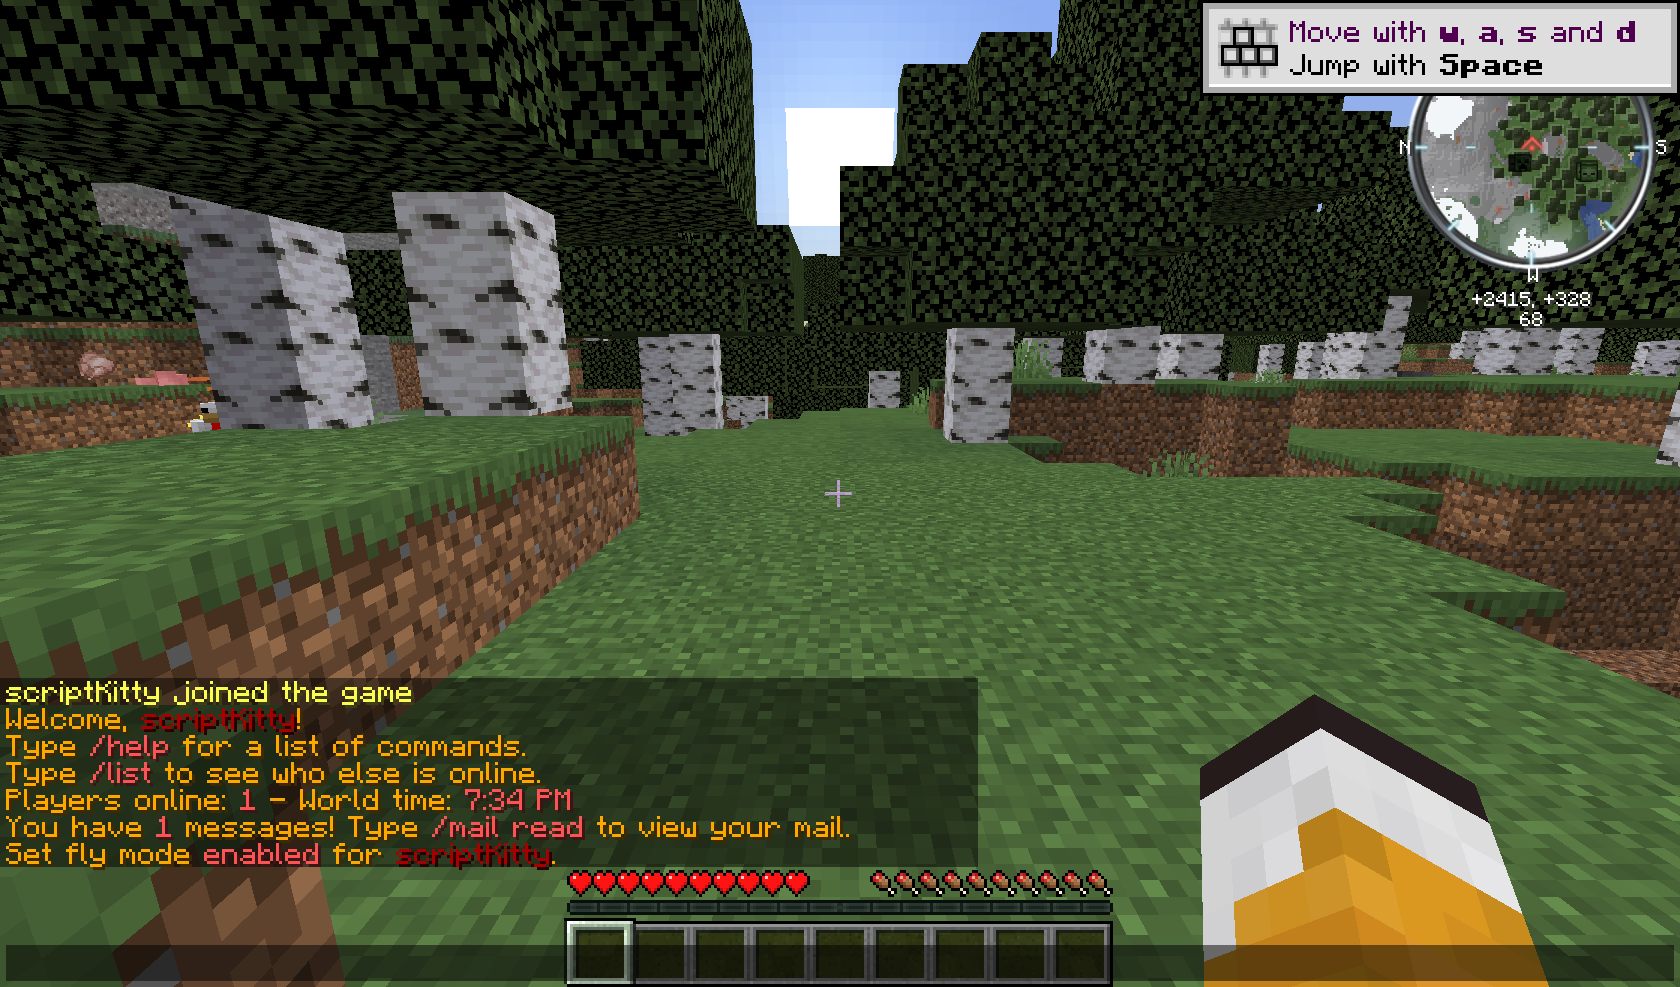 Move with w, a, s and d
Jump with Space
N
S
W
+2415, +328
68
scriptKitty joined the game
Welcome, scriptKitty!
Type /help for a list of commands.
Type /list to see who else is online.
Players online: 1 - World time: 7:34 PM
You have 1 messages! Type /mail read to view your mail.
Set fly mode enabled for scriptKitty.